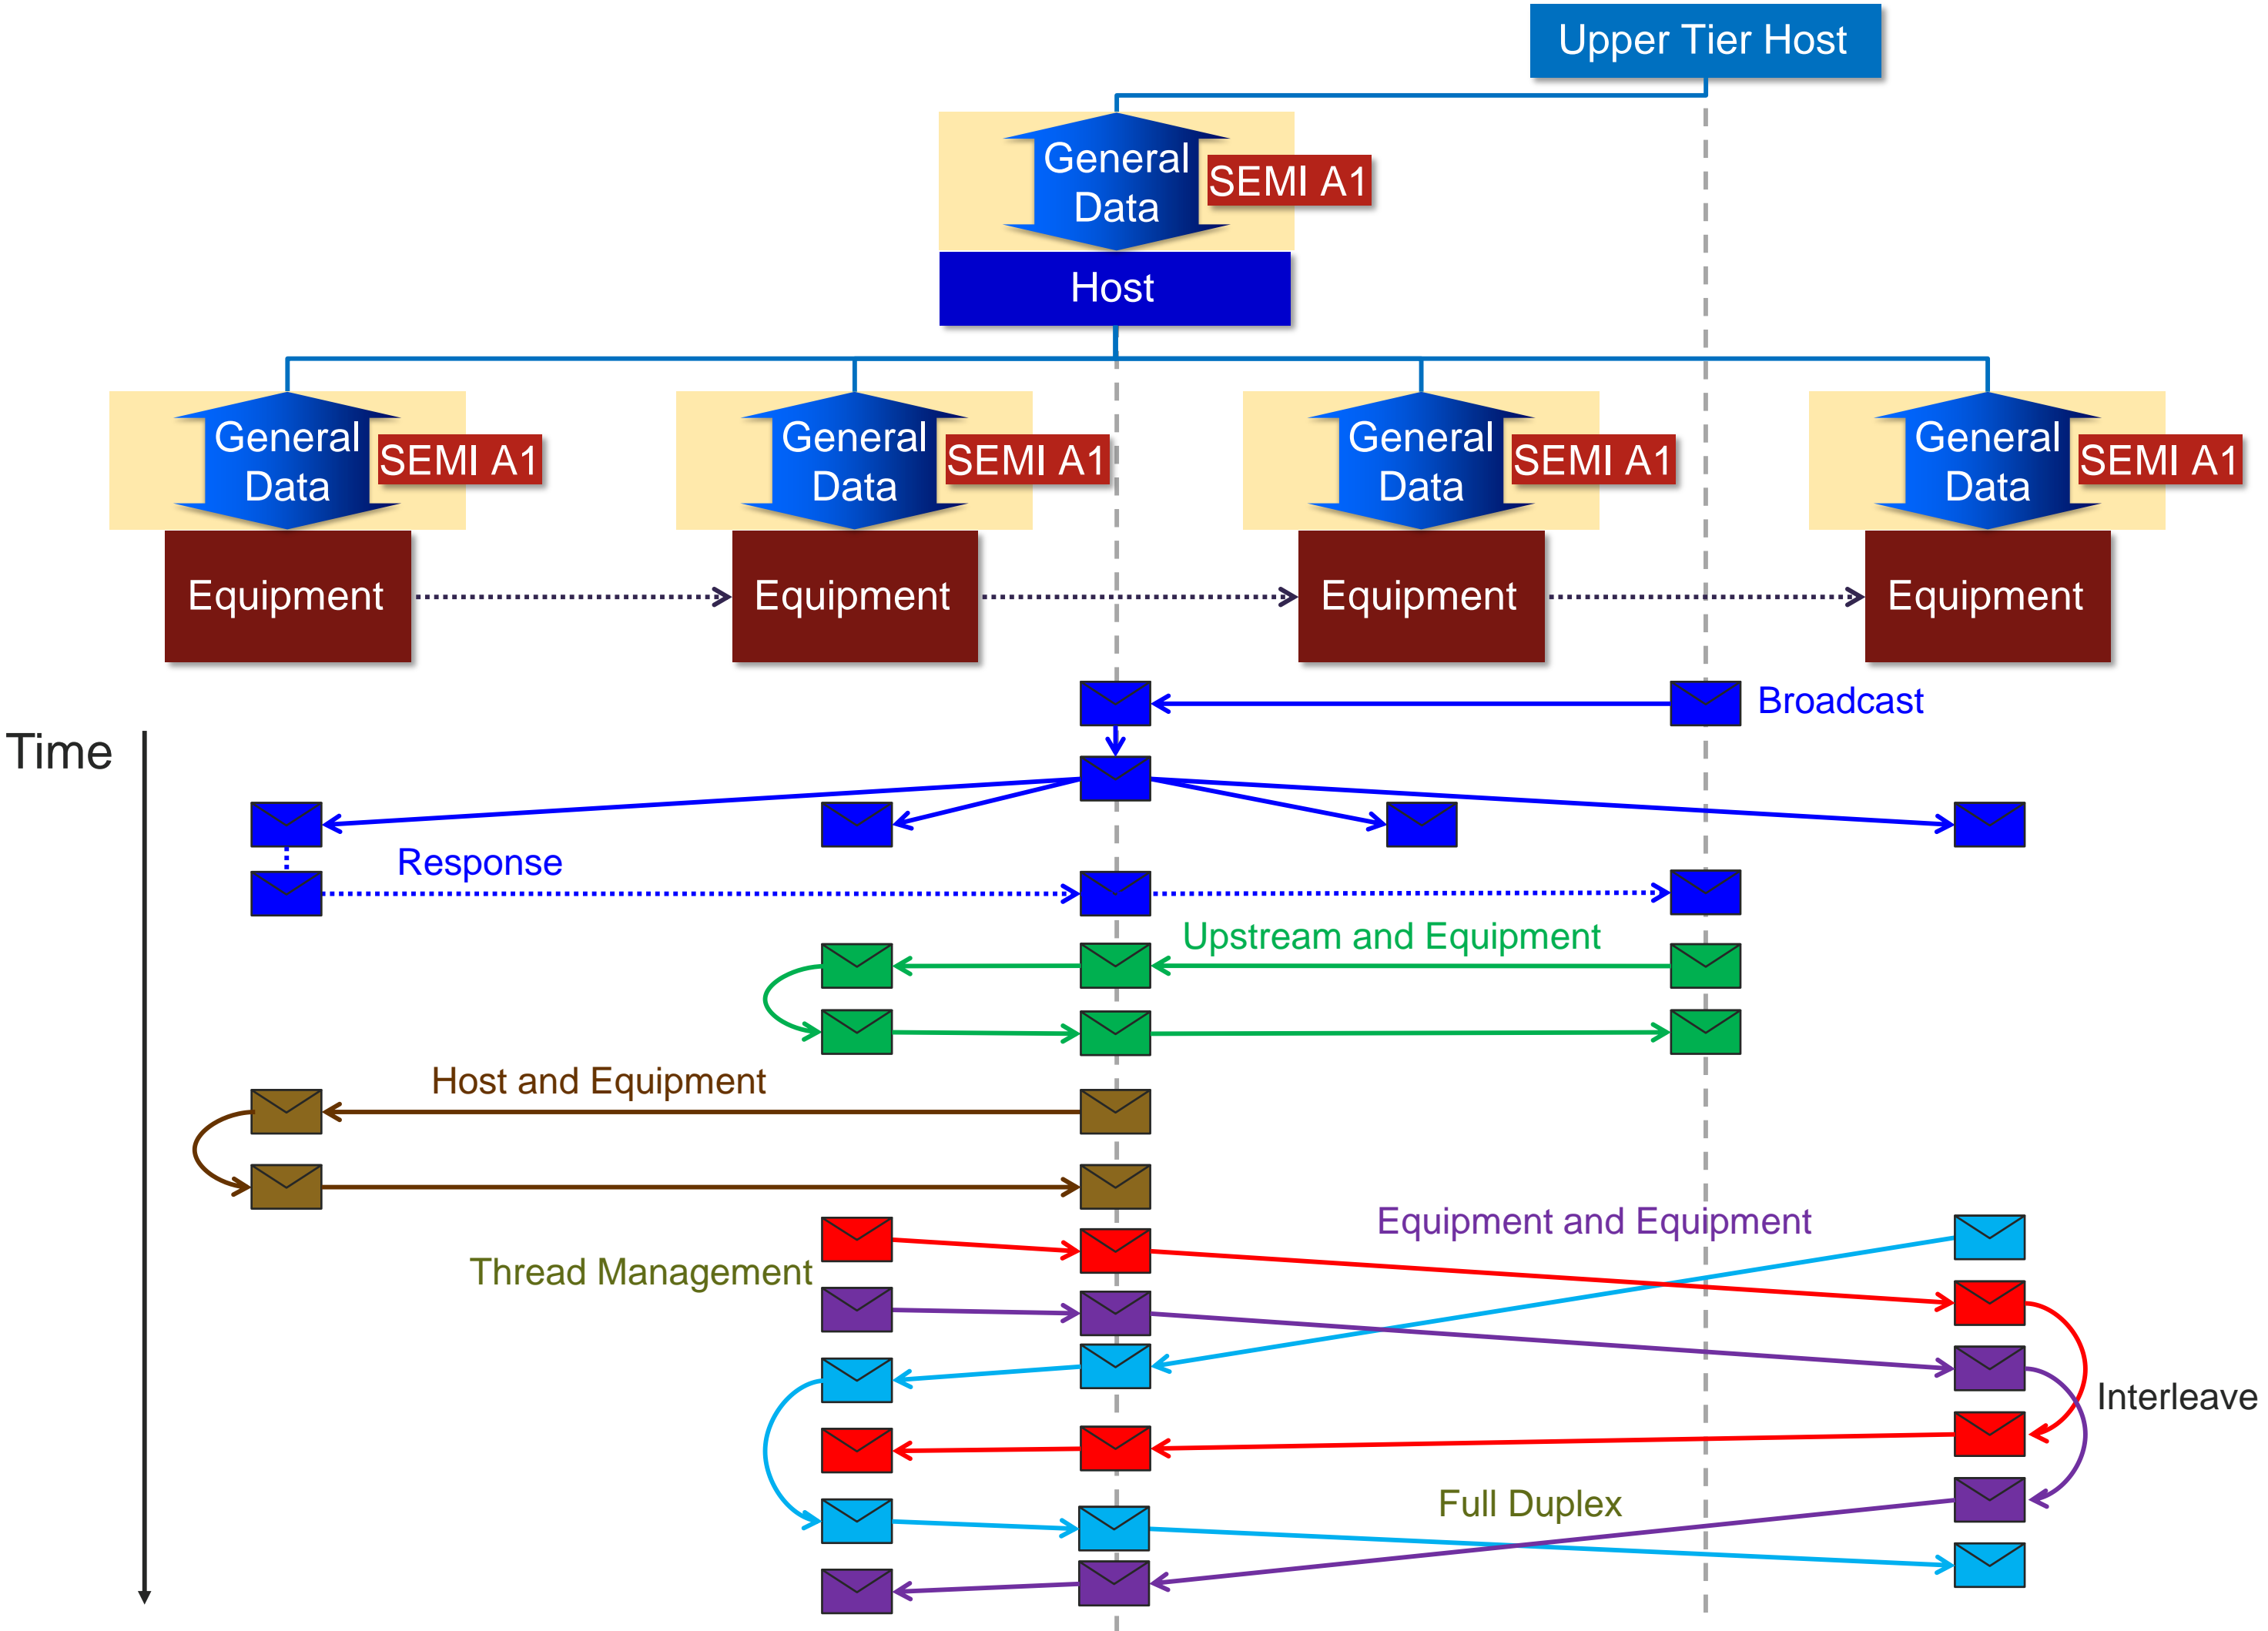 Upper Tier Host
General
Data
SEMI A1
Host
General
Data
SEMI A1
General
Data
SEMI A1
General
Data
SEMI A1
General
Data
SEMI A1
Equipment
Equipment
Equipment
Equipment
Broadcast
Time
Response
Upstream and Equipment
Host and Equipment
Equipment and Equipment
Thread Management
Interleave
Full Duplex